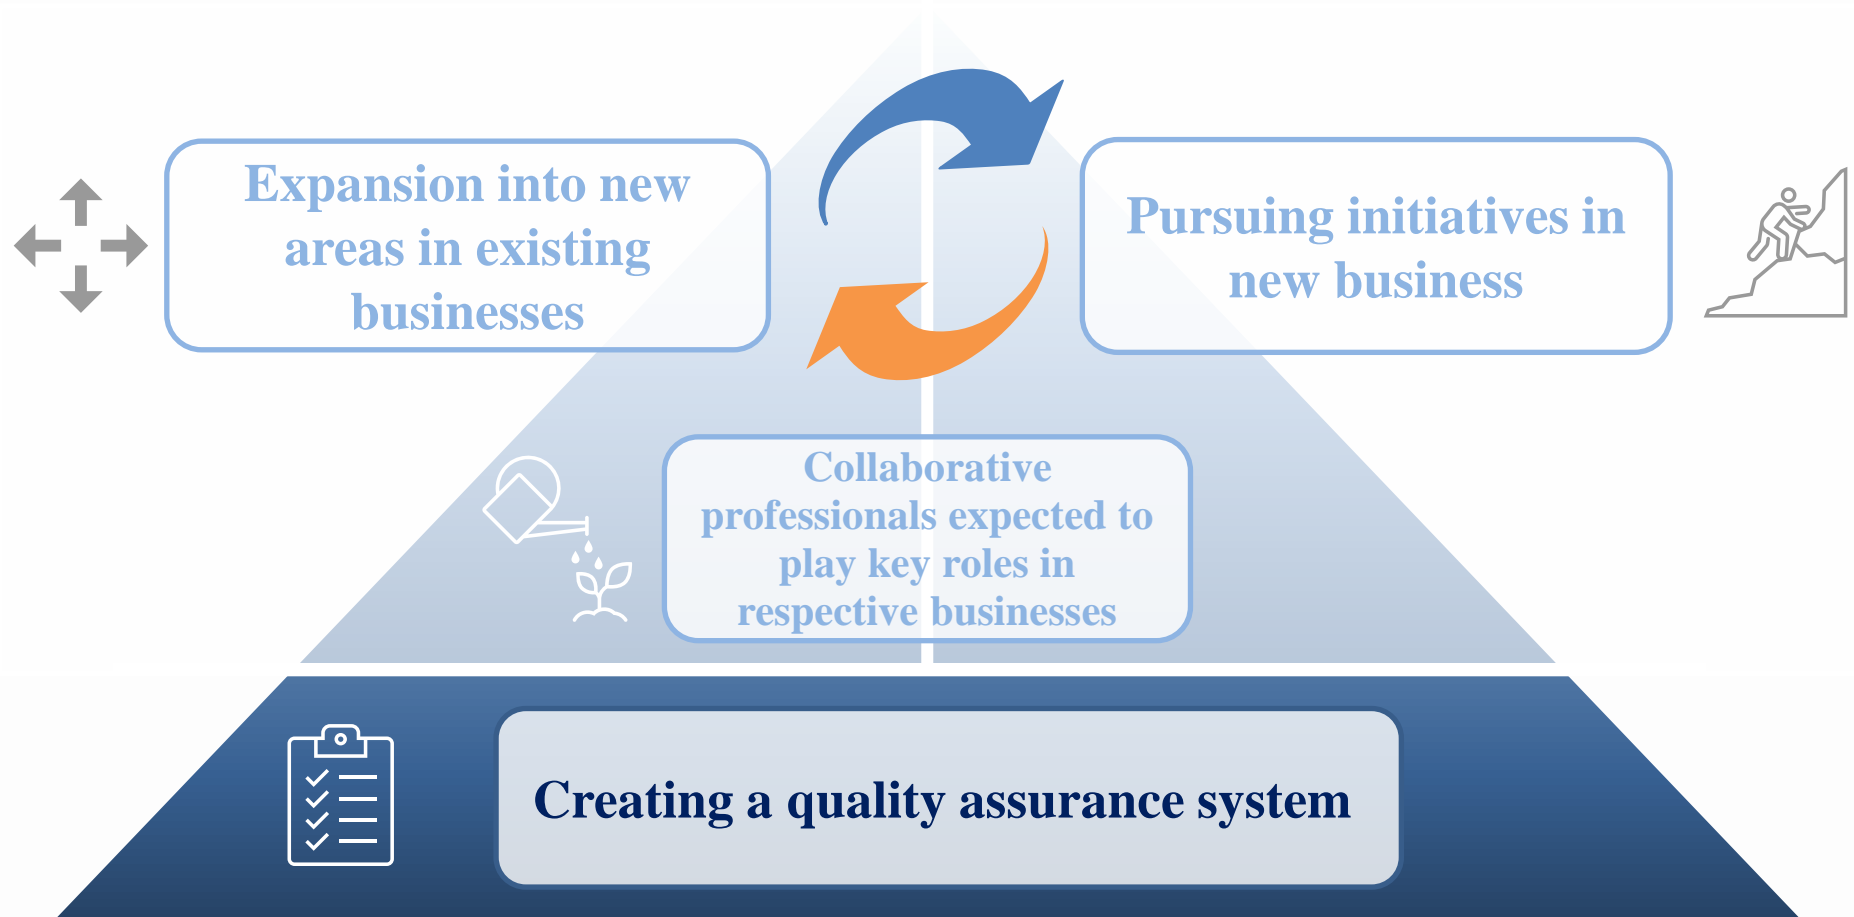 Expansion into new
areas in existing
businesses
Pursuing initiatives in
new business
Collaborative
professionals expected to
play key roles in
respective businesses
Creating a quality assurance system